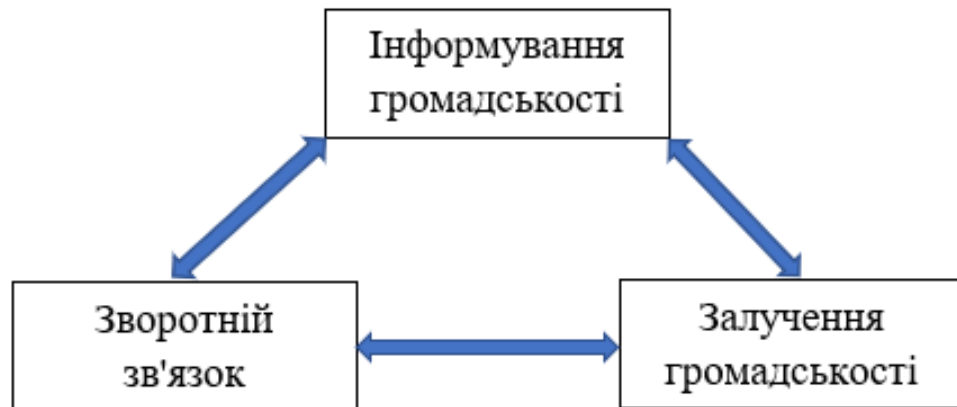 Інформування
громадськості
Зворотній
зв'язок
Залучення
громадськості